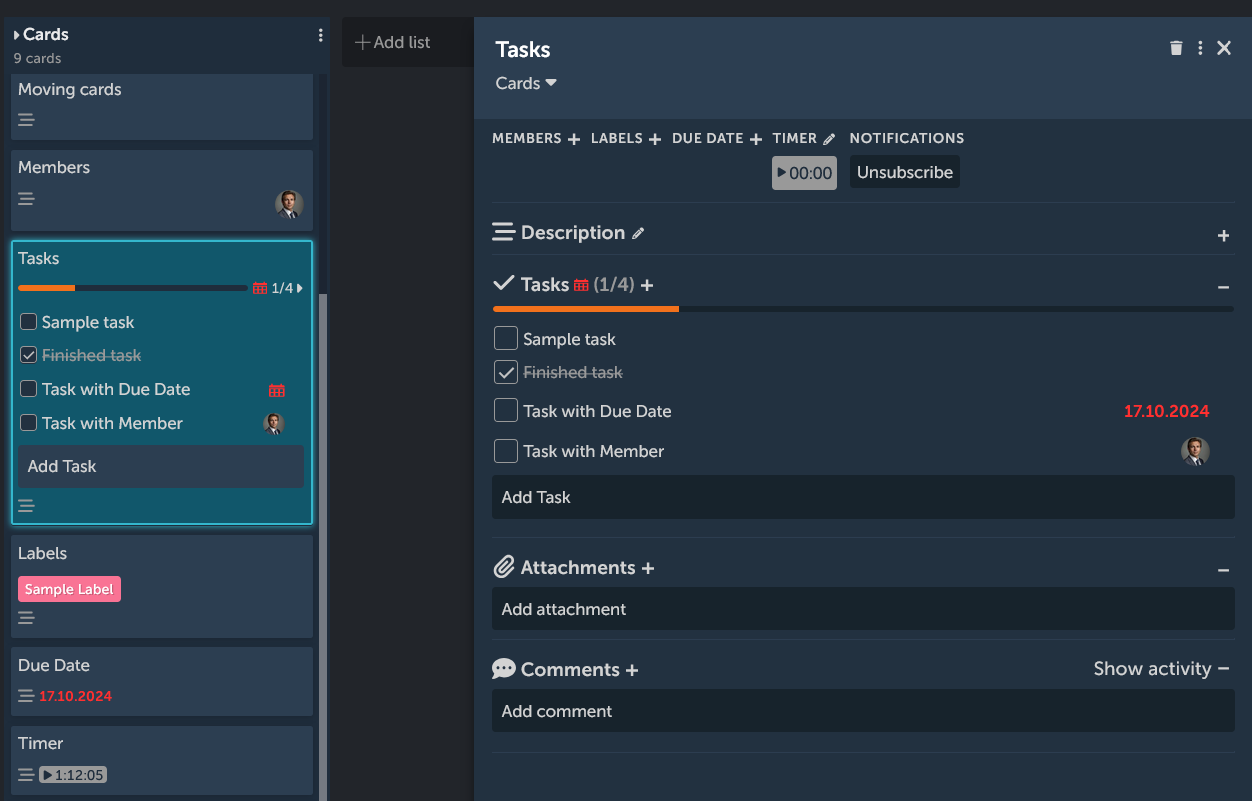 Cards
9 cards
Moving cards
Members
Tasks
1/4
Sample task
Finished task
Task with Due Date
Task with Member
Add Task
Labels
Sample Label
Due Date
17.10.2024
Timer
1:12:05
Add list
Tasks
Cards
MEMBERS LABELS DUE DATE TIMER NOTIFICATIONS
00:00 Unsubscribe
Description
Tasks (1/4)
Sample task
Finished task
Task with Due Date 17.10.2024
Task with Member
Add Task
Attachments
Add attachment
Comments Show activity
Add comment